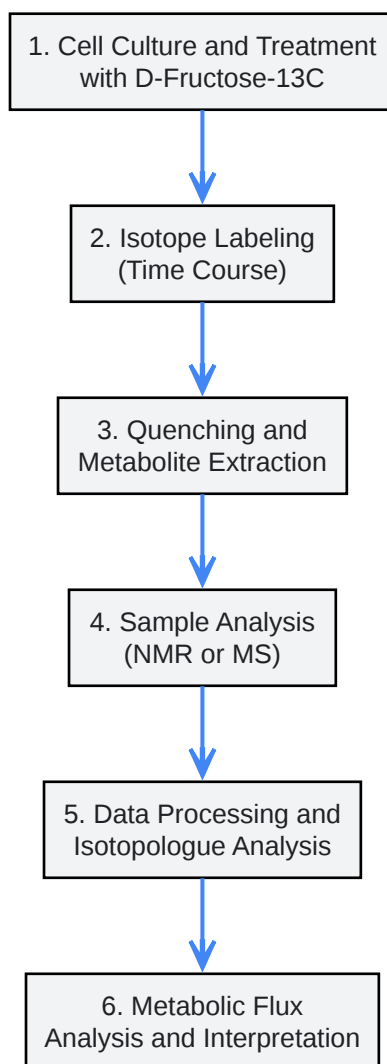 1. Cell Culture and Treatment
with D-Fructose-13C
2. Isotope Labeling
(Time Course)
3. Quenching and
Metabolite Extraction
4. Sample Analysis
(NMR or MS)
5. Data Processing and
Isotopologue Analysis
6. Metabolic Flux
Analysis and Interpretation